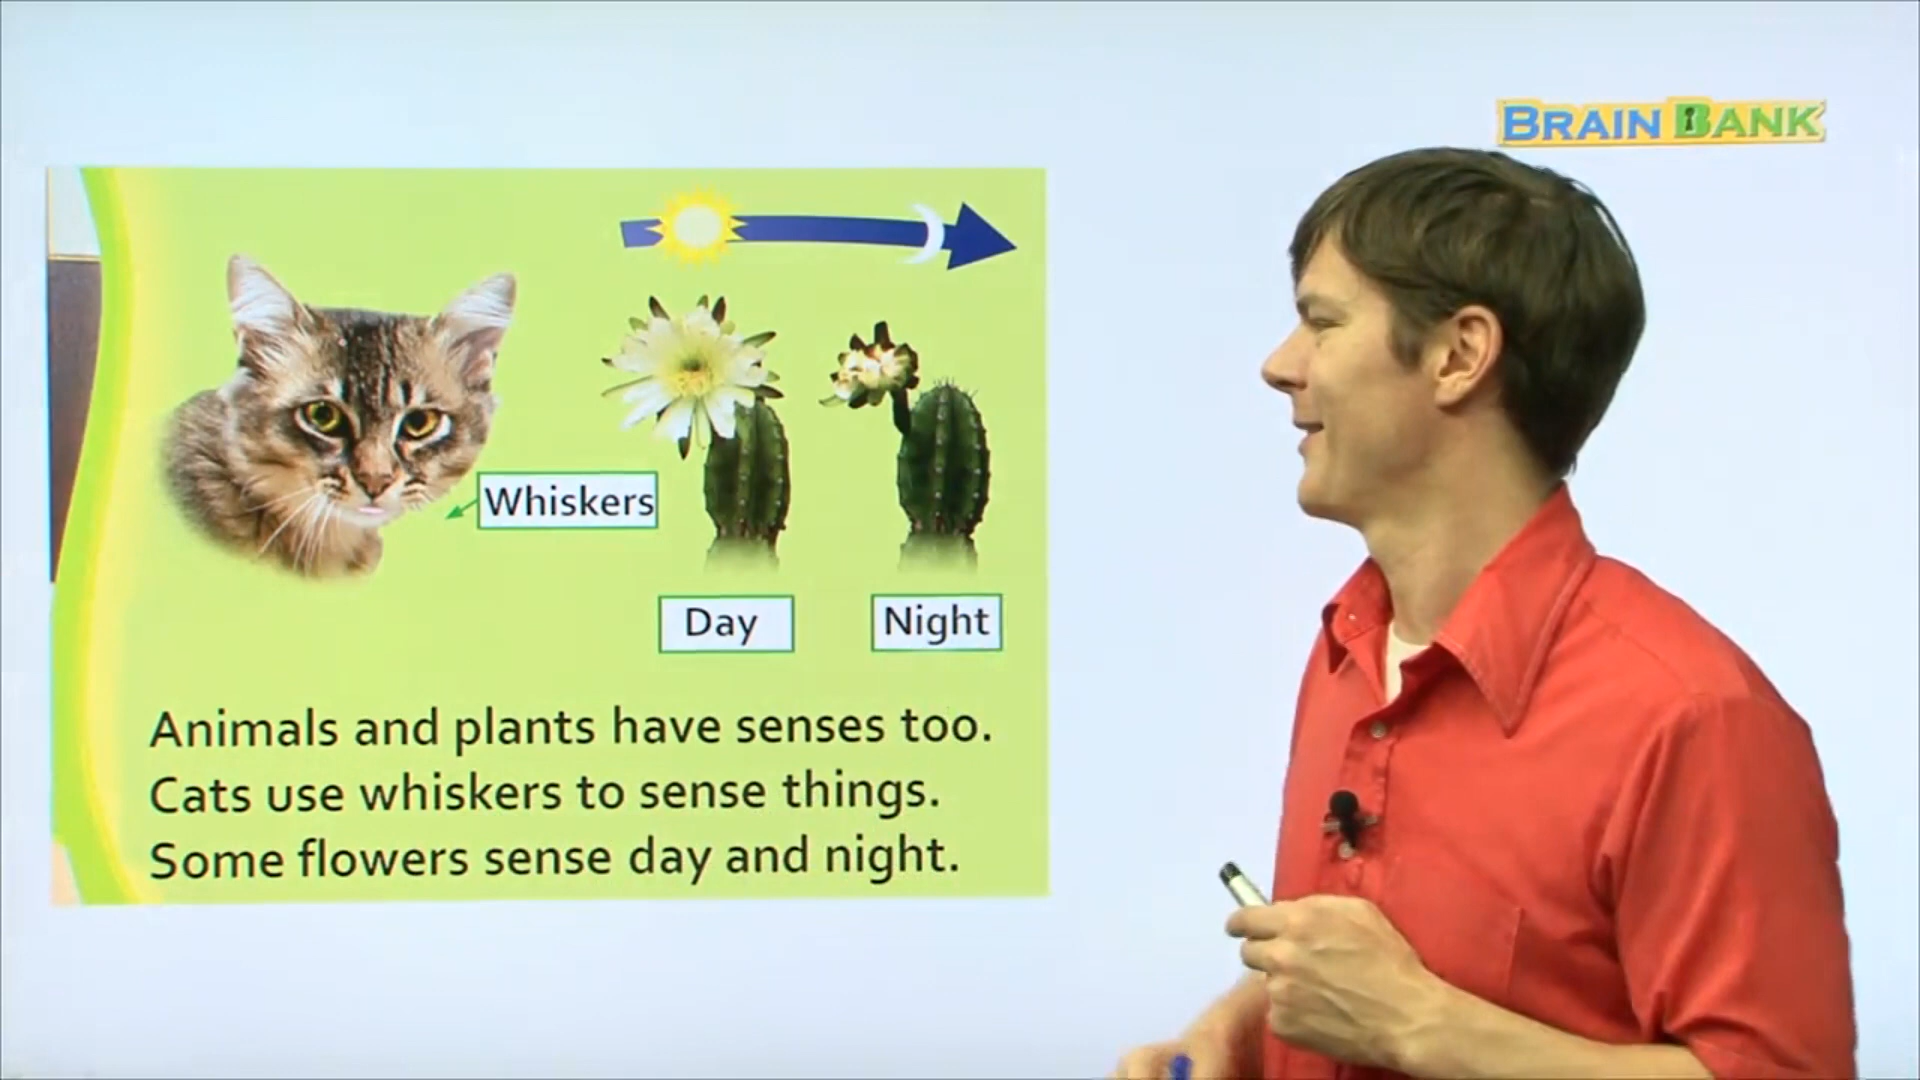 BRAIN BANK
Whiskers
Day
Night
Animals and plants have senses too.
Cats use whiskers to sense things.
Some flowers sense day and night.